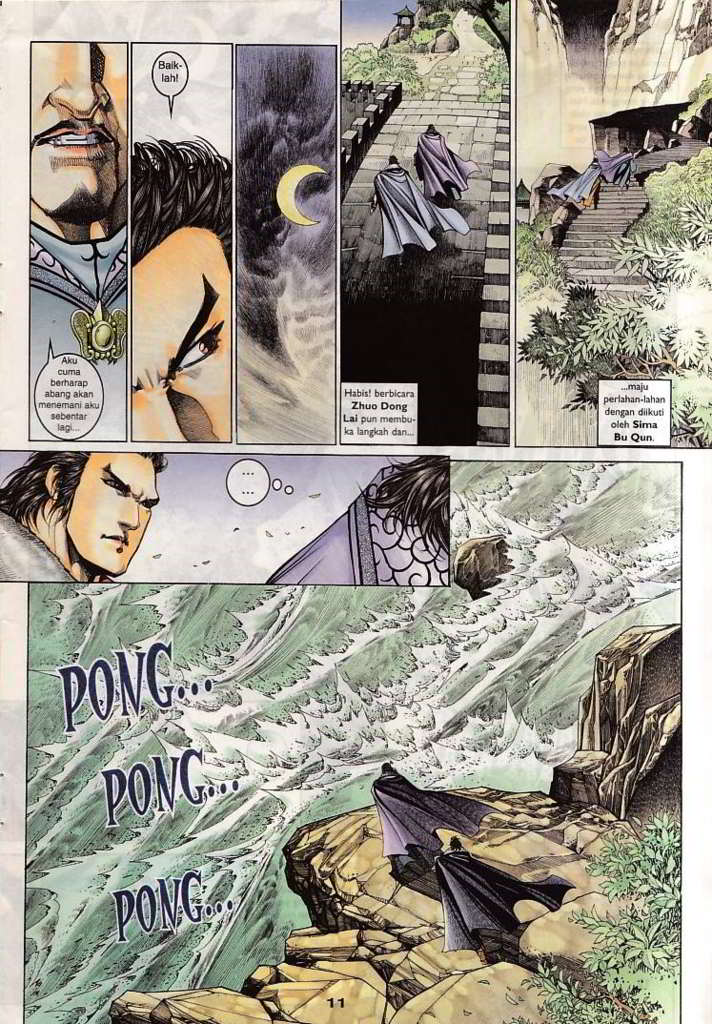 Aku
cuma
berharap
abang akan
menemani aku
sebentar
lagi...
Baik-
lah!
Habis! berbicara
Zhuo Dong
Lai pun membu-
ka langkah dan...
...maju
perlahan-lahan
dengan diikuti
oleh Sima
Bu Qun.
...
...
PONG...
PONG...
PONG...
11